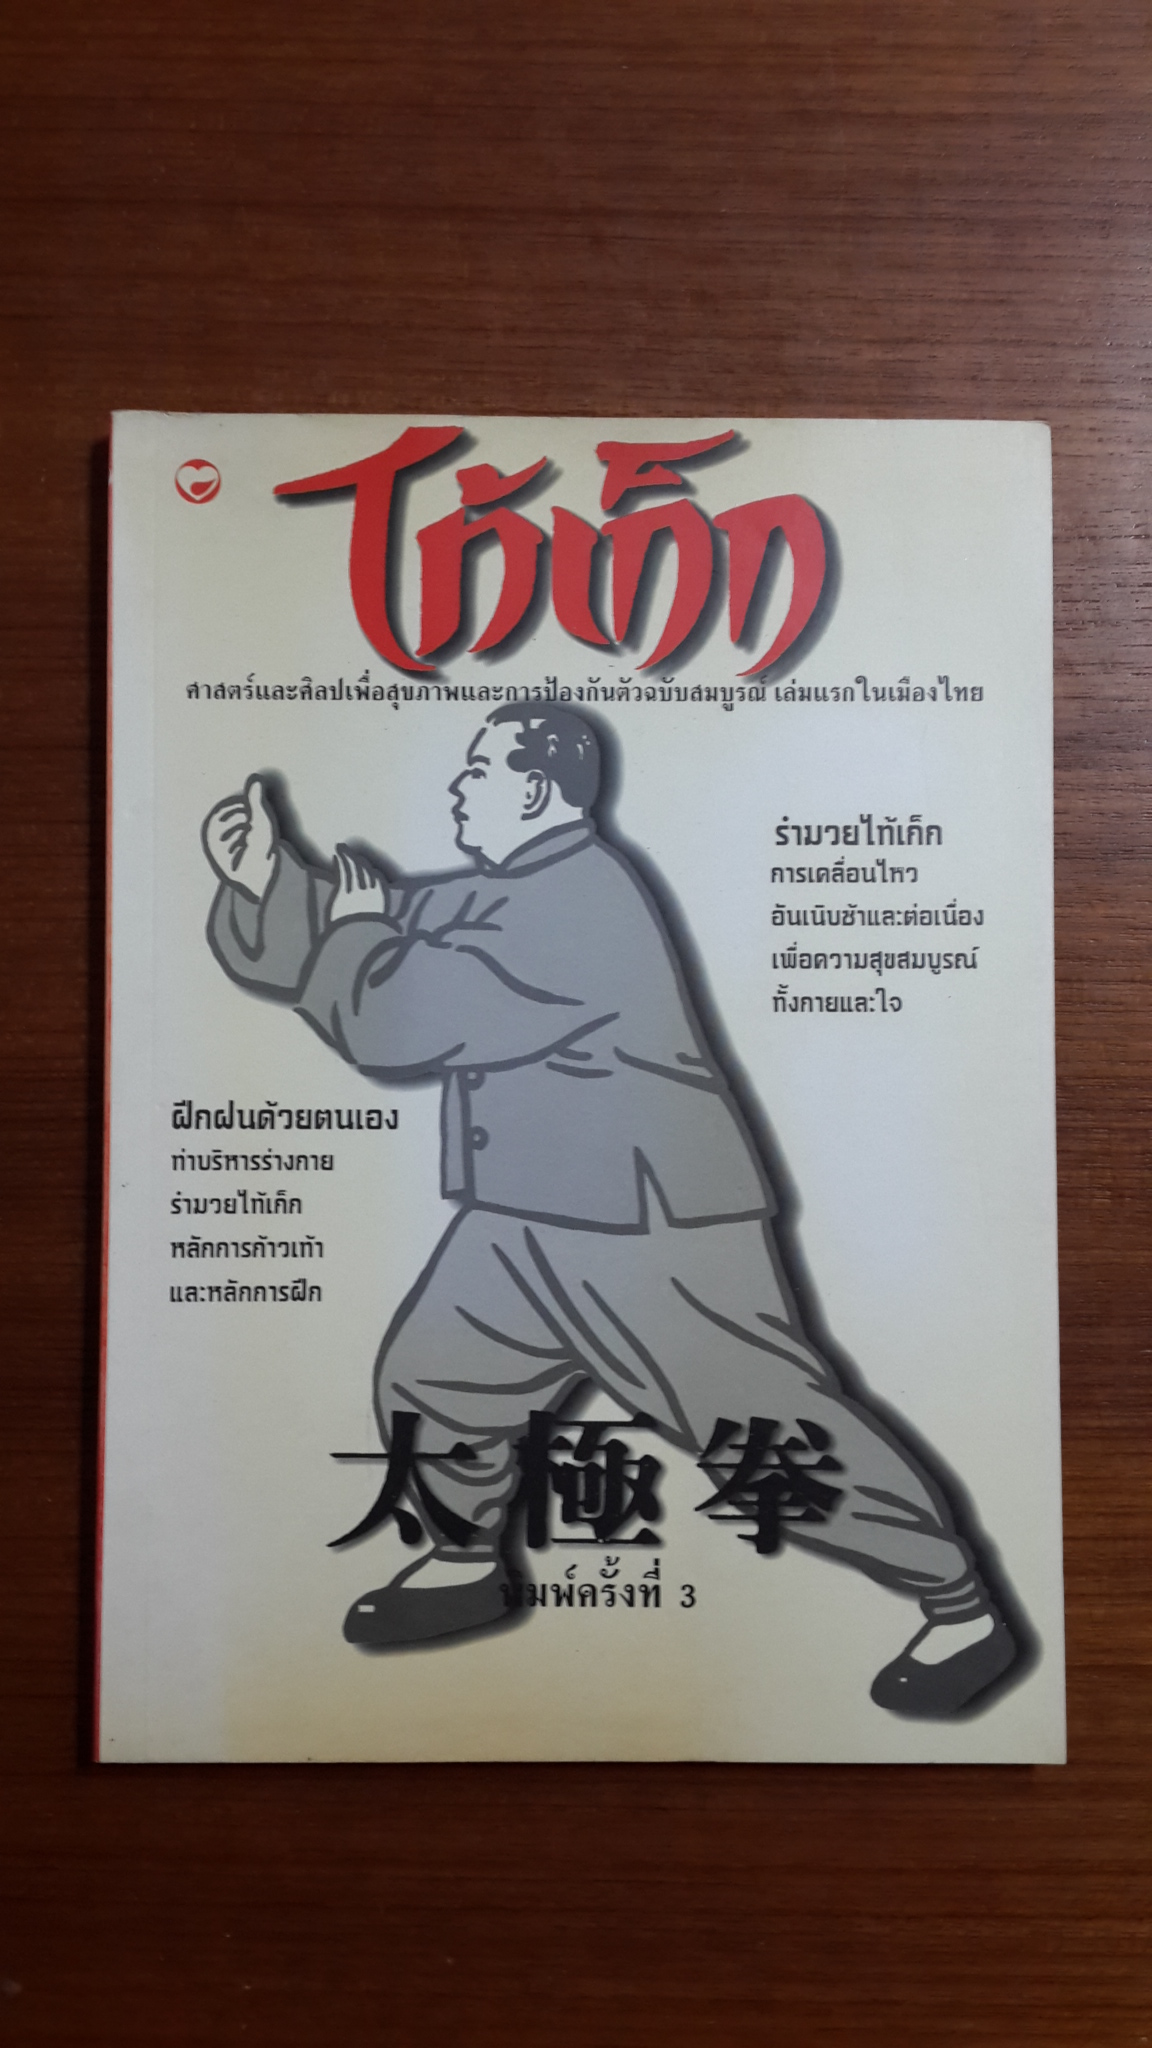 ไท้เก็ก
ศาสตร์และศิลปเพื่อสุขภาพและการป้องกันตัวฉบับสมบูรณ์ เล่มแรกในเมืองไทย
รำมวยไท้เก็ก
การเคลื่อนไหว
อันเนิบช้าและต่อเนื่อง
เพื่อความสุขสมบูรณ์
ทั้งกายและใจ
ฝึกฝนด้วยตนเอง
ท่าบริหารร่างกาย
รำมวยไท้เก็ก
หลักการก้าวเท้า
และหลักการฝึก
太極拳
พิมพ์ครั้งที่ 3